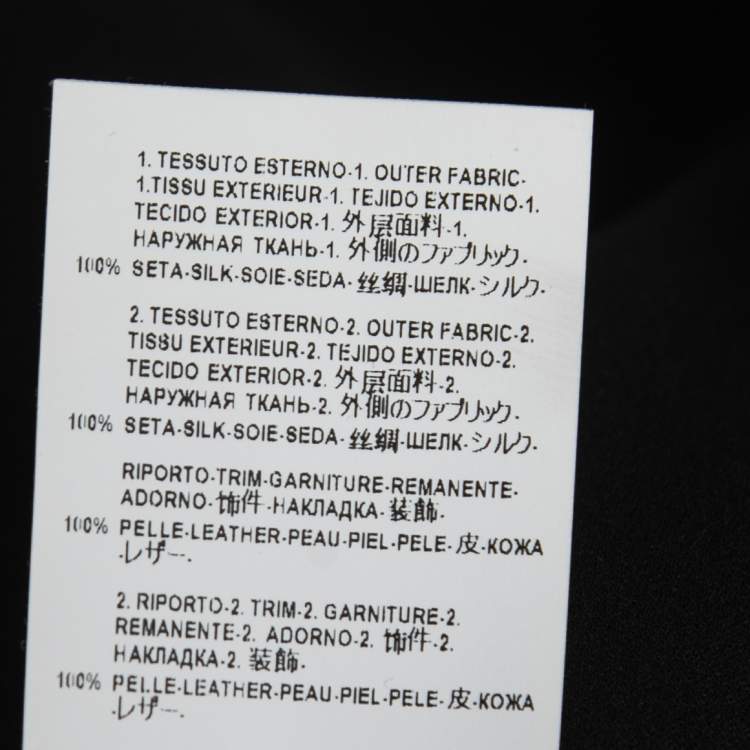 1. TESSUTO ESTERNO-1. OUTER FABRIC-
1.TISSU EXTERIEUR-1. TEJIDO EXTERNO-1.
TECIDO EXTERIOR-1. 外层面料-1.
НАРУЖНАЯ ТКАНЬ-1. 外側のファブリック-
100% SETA-SILK-SOIE-SEDA-丝绸-ШЕЛК-シルク-
2. TESSUTO ESTERNO-2. OUTER FABRIC-2.
TISSU EXTERIEUR-2. TEJIDO EXTERNO-2.
TECIDO EXTERIOR-2. 外层面料-2.
НАРУЖНАЯ ТКАНЬ-2. 外側のファブリック-
100% SETA-SILK-SOIE-SEDA-丝绸-ШЕЛК-シルク-
RIPORTO-TRIM-GARNITURE-REMANENTE-
ADORNO-饰件-НАКЛАДКА-装飾-
100% PELLE-LEATHER-PEAU-PIEL-PELE-皮-КОЖА
-レザー-
2. RIPORTO-2. TRIM-2. GARNITURE-2.
REMANENTE-2. ADORNO-2. 饰件-2.
НАКЛАДКА-2. 装飾-
100% PELLE-LEATHER-PEAU-PIEL-PELE-皮-КОЖА
-レザー-